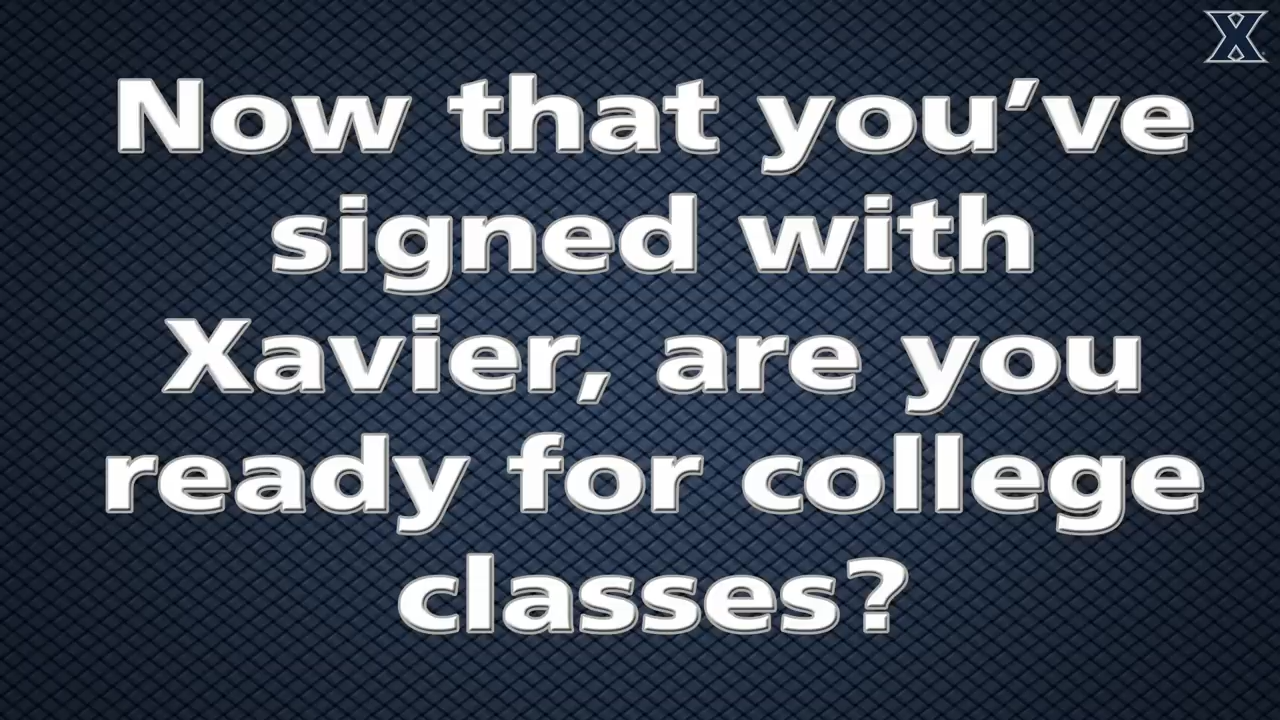 X
Now that you've
signed with
Xavier, are you
ready for college
classes?